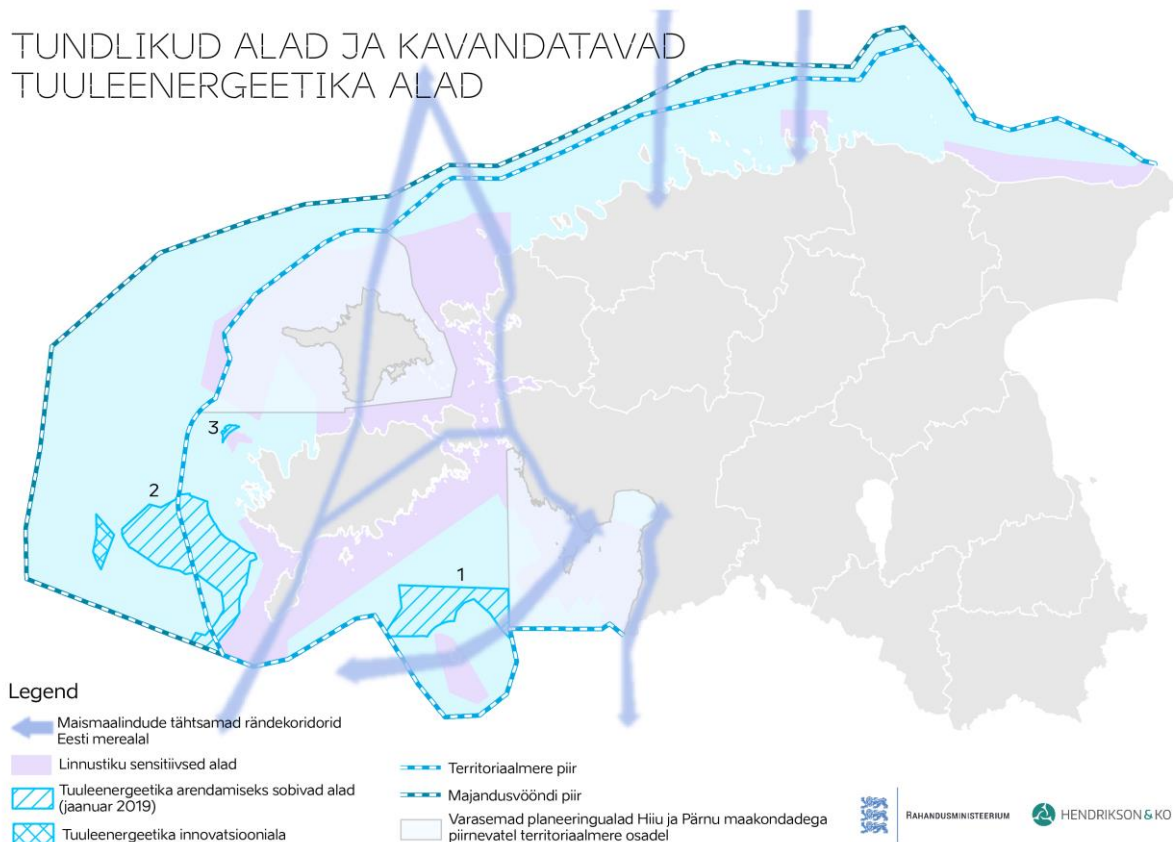 TUNDLIKUD ALAD JA KAVANDATAVAD
TUULEENERGEETIKA ALAD
3
2
1
Legend
Maismaalindude tähtsamad rändekoridorid
Eesti merealal
Linnustiku sensitiivsed alad
Tuuleenergeetika arendamiseks sobivad alad
(jaanuar 2019)
Tuuleenergeetika innovatsiooniala
Territoriaalmere piir
Majandusvööndi piir
Varasemad planeeringualad Hiiu ja Pärnu maakondadega
piirnevatel territoriaalmere osadel
RAHANDUSMINISTEERIUM
HENDRIKSON & KO